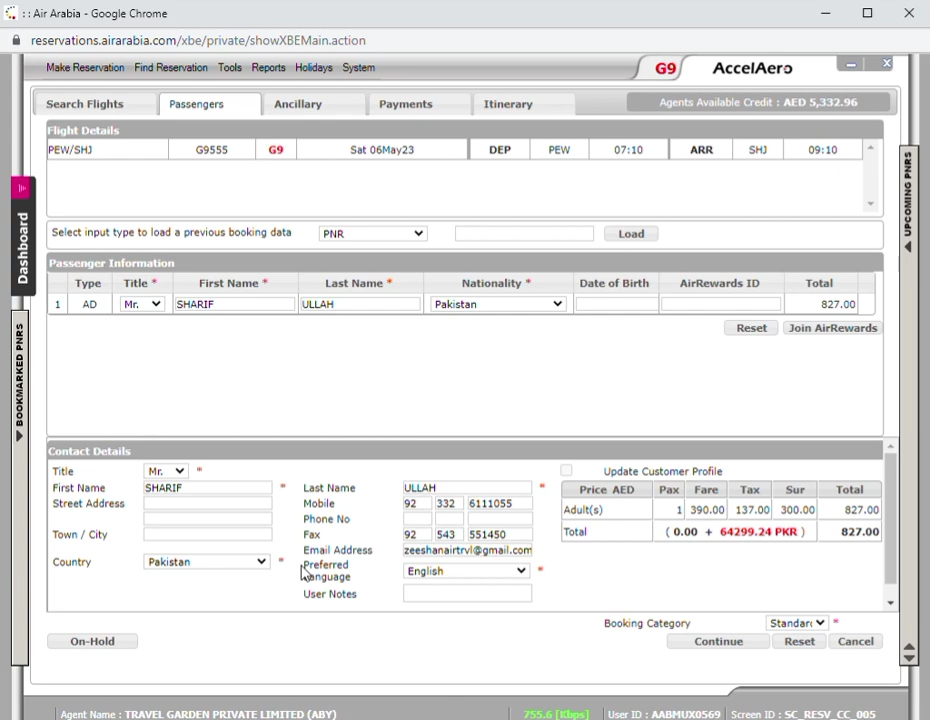 : : Air Arabia - Google Chrome
reservations.airarabia.com/xbe/private/showXBEMain.action
Make Reservation Find Reservation Tools Reports Holidays System
G9 AccelAero
Search Flights Passengers Ancillary Payments Itinerary Agents Available Credit : AED 5,332.96
Flight Details
PEW/SHJ G9555 G9 Sat 06May23 DEP PEW 07:10 ARR SHJ 09:10
Select input type to load a previous booking data PNR Load
Dashboard
UPCOMING PNRS
BOOKMARKED PNRS
Passenger Information
Type Title * First Name * Last Name * Nationality * Date of Birth AirRewards ID Total
1 AD Mr. SHARIF ULLAH Pakistan 827.00
Reset Join AirRewards
Contact Details
Title Mr. * Update Customer Profile
First Name SHARIF * Last Name ULLAH *
Street Address Mobile 92 332 6111055
Phone No
Town / City Fax 92 543 551450
Email Address zeeshanairtrvl@gmail.com
Country Pakistan * Preferred Language English *
User Notes
Price AED Pax Fare Tax Sur Total
Adult(s) 1 390.00 137.00 300.00 827.00
Total ( 0.00 + 64299.24 PKR ) 827.00
Booking Category Standar *
On-Hold Continue Reset Cancel
Agent Name : TRAVEL GARDEN PRIVATE LIMITED (ABY) 755.6 [Kbps] User ID : AABMUX0569 Screen ID : SC_RESV_CC_005